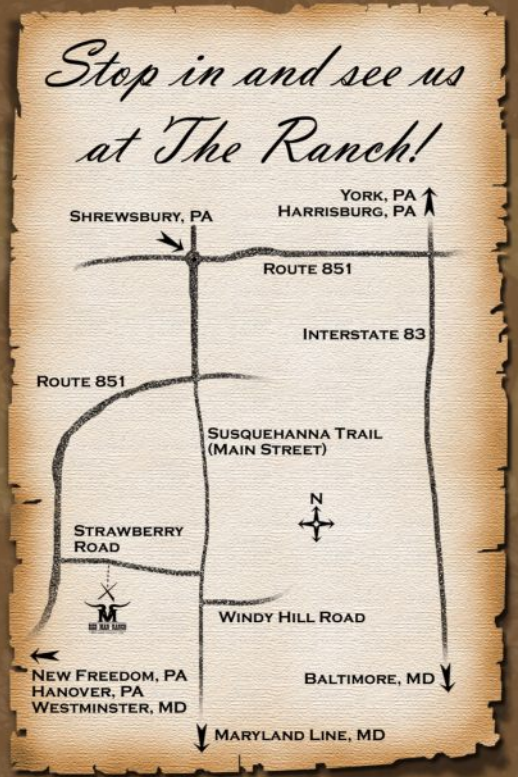 Stop in and see us
at The Ranch!
YORK, PA
HARRISBURG, PA
SHREWSBURY, PA
ROUTE 851
INTERSTATE 83
ROUTE 851
SUSQUEHANNA TRAIL
(MAIN STREET)
N
STRAWBERRY
ROAD
M
WINDY HILL ROAD
NEW FREEDOM, PA
HANOVER, PA
WESTMINSTER, MD
BALTIMORE, MD
MARYLAND LINE, MD